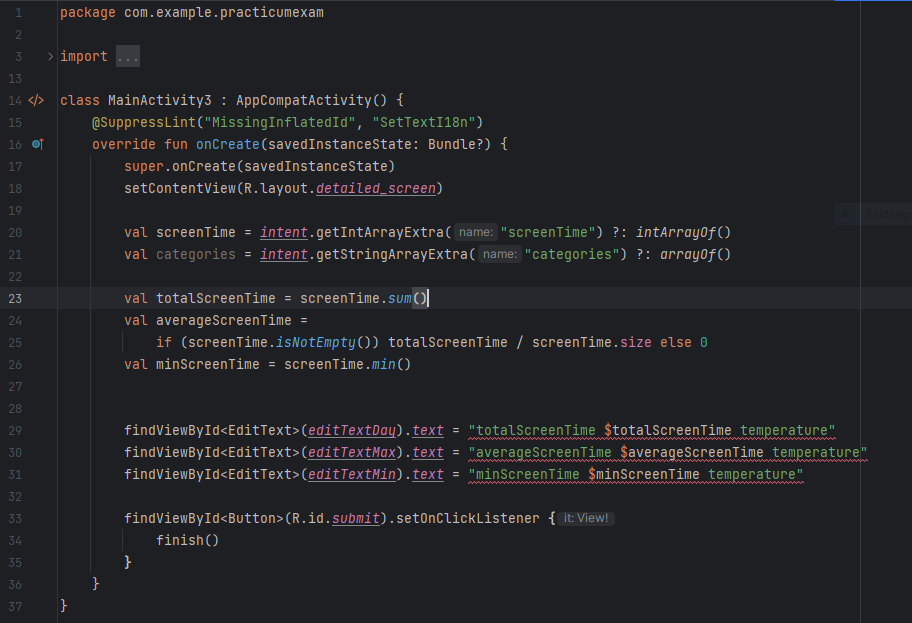 1 package com.example.practicumexam
2
3 import ...
13
14 class MainActivity3 : AppCompatActivity() {
15 @SuppressLint("MissingInflatedId", "SetTextI18n")
16 override fun onCreate(savedInstanceState: Bundle?) {
17 super.onCreate(savedInstanceState)
18 setContentView(R.layout.detailed_screen)
19
20 val screenTime = intent.getIntArrayExtra( name: "screenTime") ?: intArrayOf()
21 val categories = intent.getStringArrayExtra( name: "categories") ?: arrayOf()
22
23 val totalScreenTime = screenTime.sum()
24 val averageScreenTime =
25 if (screenTime.isNotEmpty()) totalScreenTime / screenTime.size else 0
26 val minScreenTime = screenTime.min()
27
28
29 findViewById<EditText>(editTextDay).text = "totalScreenTime $totalScreenTime temperature"
30 findViewById<EditText>(editTextMax).text = "averageScreenTime $averageScreenTime temperature"
31 findViewById<EditText>(editTextMin).text = "minScreenTime $minScreenTime temperature"
32
33 findViewById<Button>(R.id.submit).setOnClickListener { it: View!
34 finish()
35 }
36 }
37 }